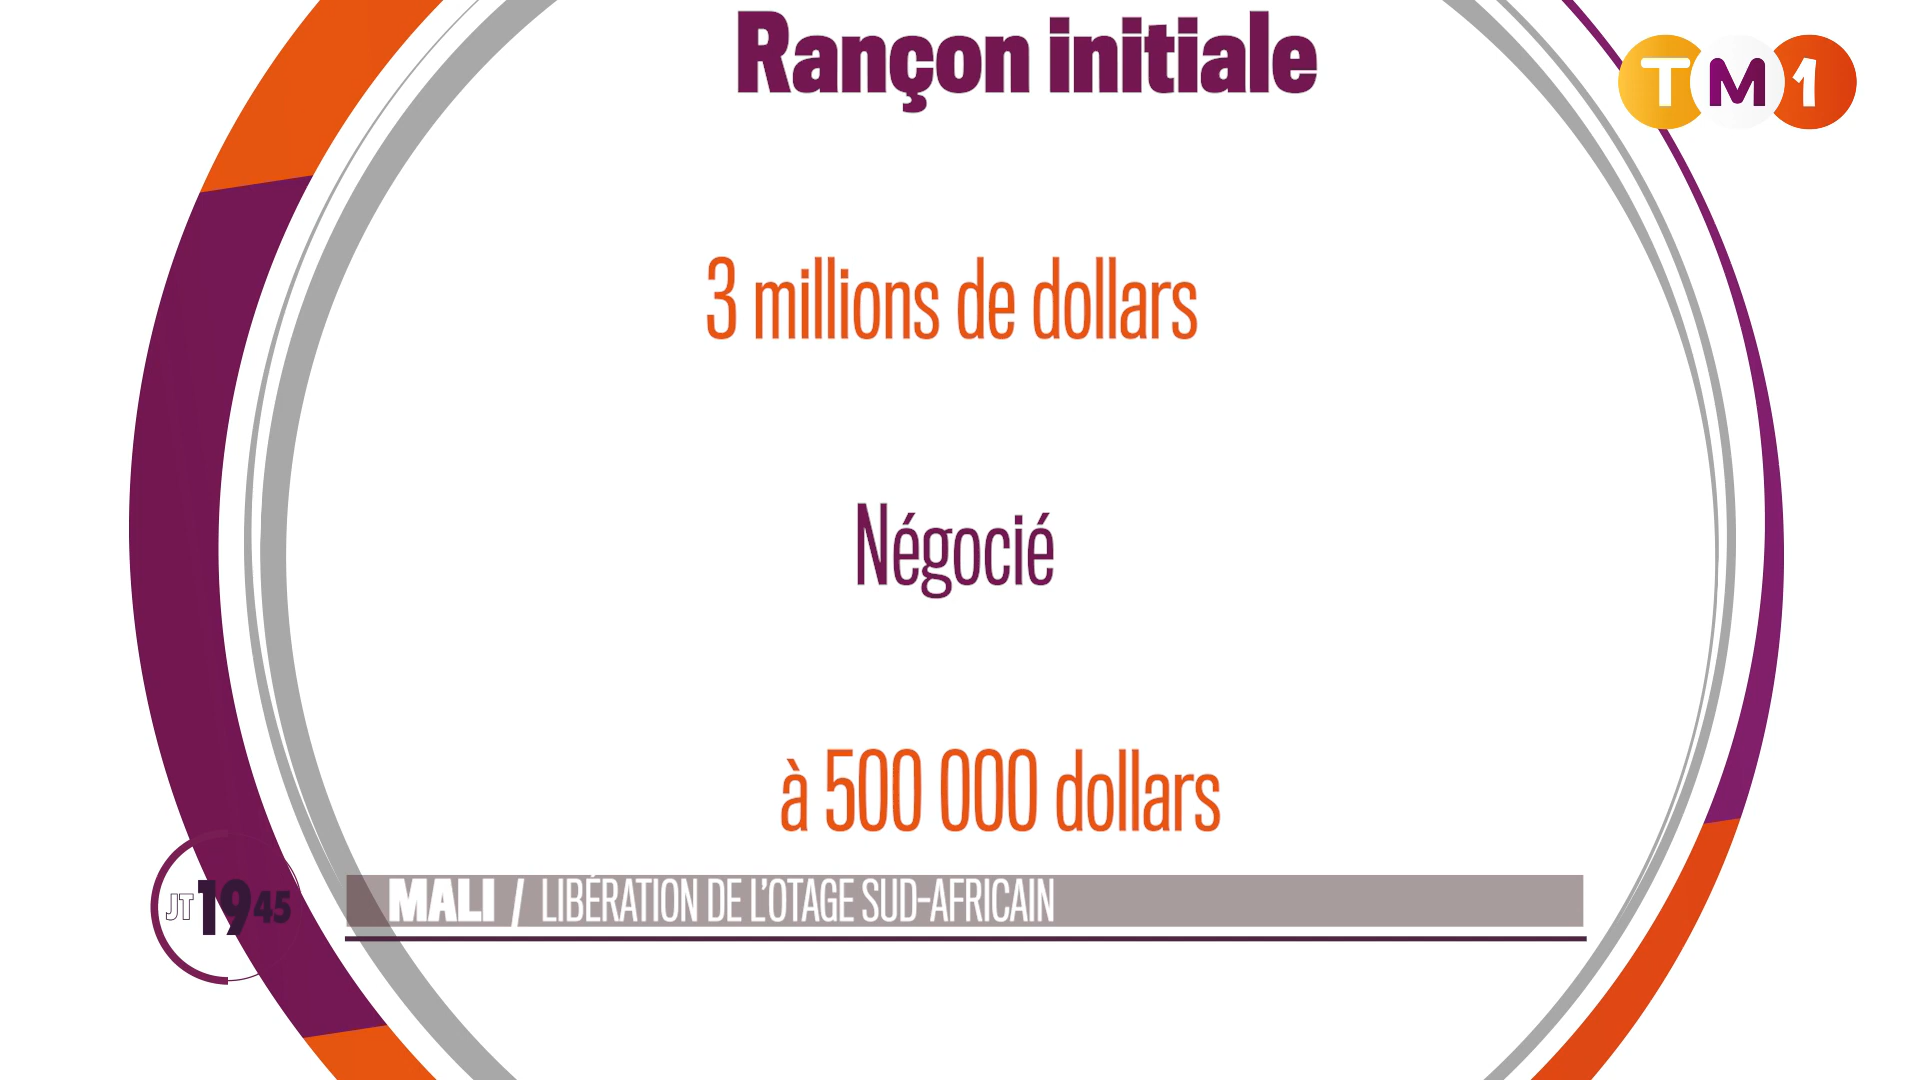 Rançon initiale
TM1
3 millions de dollars
Négocié
à 500 000 dollars
JT 19 45
MALI / LIBÉRATION DE L'OTAGE SUD-AFRICAIN